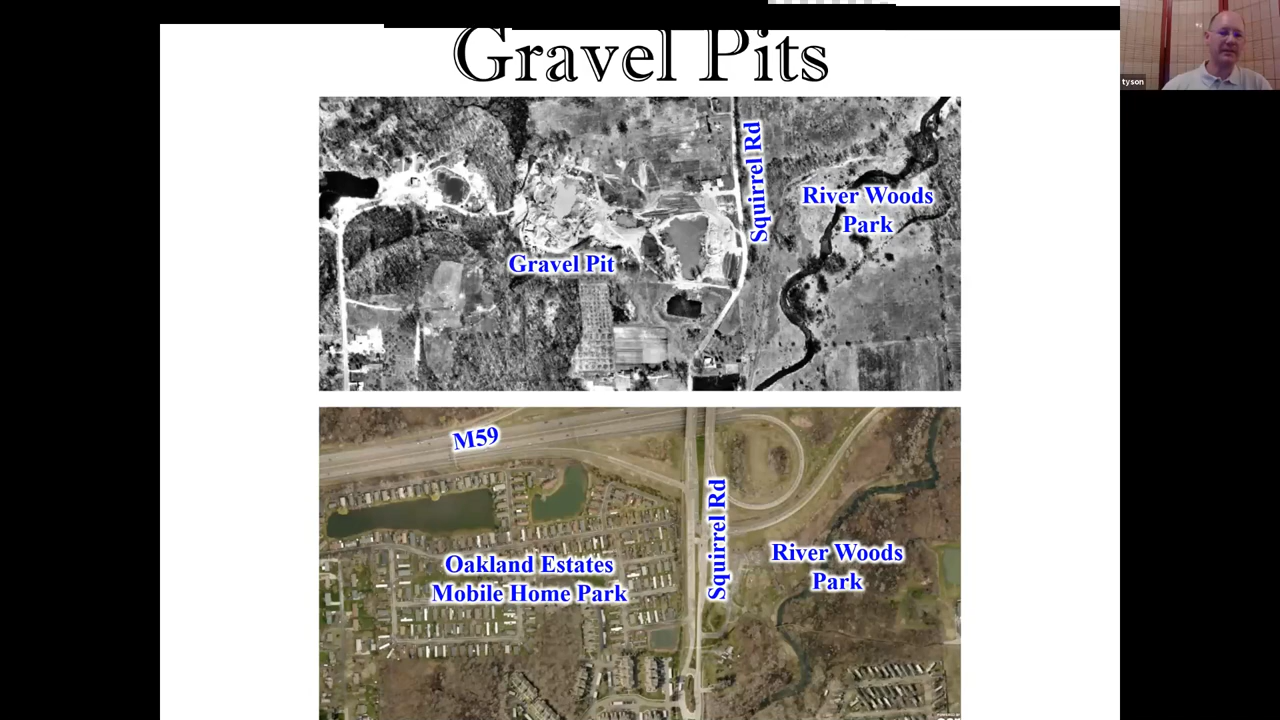 Gravel Pits
tyson
Squirrel Rd
River Woods
Park
Gravel Pit
M59
Squirrel Rd
Oakland Estates
Mobile Home Park
River Woods
Park